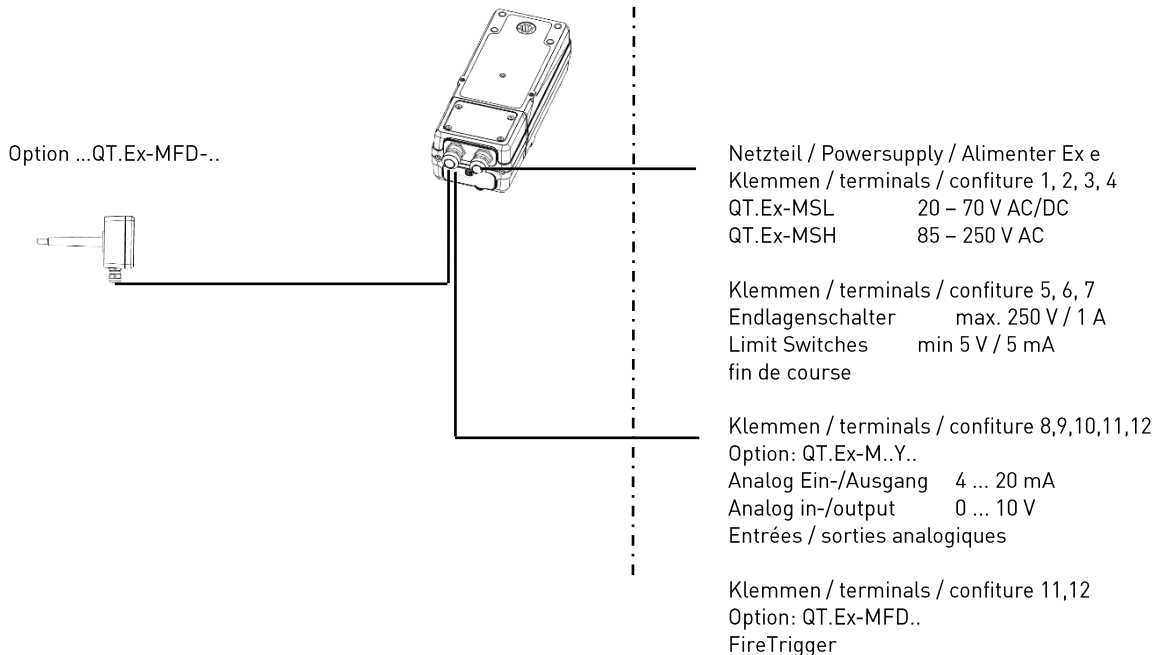 Option ...QT.Ex-MFD-..
Netzteil / Powersupply / Alimenter Ex e
Klemmen / terminals / confiture 1, 2, 3, 4
QT.Ex-MSL 20 – 70 V AC/DC
QT.Ex-MSH 85 – 250 V AC
Klemmen / terminals / confiture 5, 6, 7
Endlagenschalter max. 250 V / 1 A
Limit Switches min 5 V / 5 mA
fin de course
Klemmen / terminals / confiture 8,9,10,11,12
Option: QT.Ex-M..Y..
Analog Ein-/Ausgang 4 ... 20 mA
Analog in-/output 0 ... 10 V
Entrées / sorties analogiques
Klemmen / terminals / confiture 11,12
Option: QT.Ex-MFD..
FireTrigger